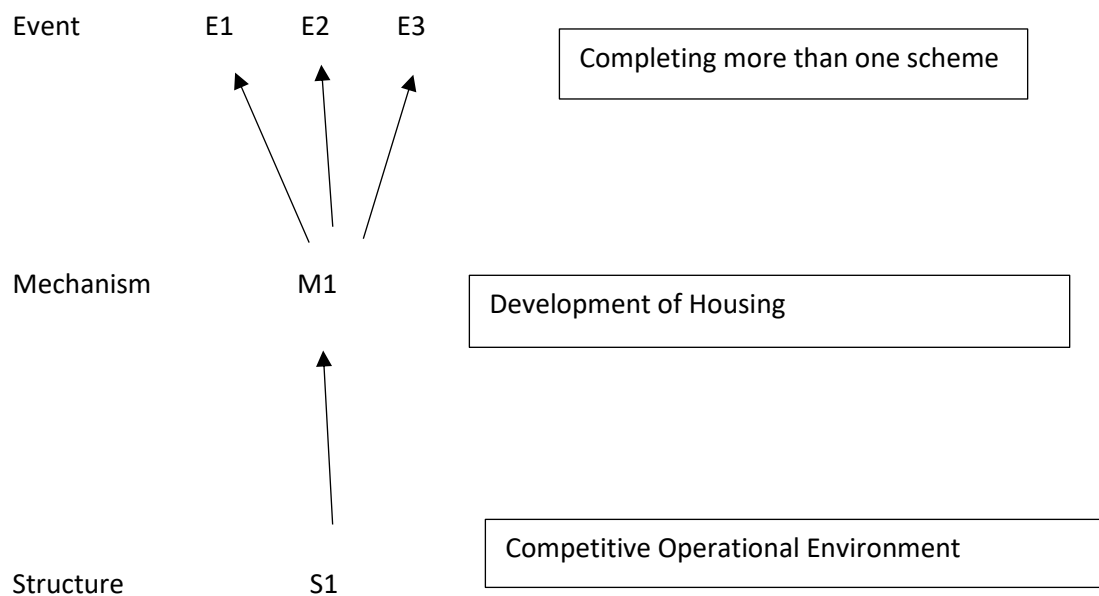 Event E1 E2 E3
Completing more than one scheme
Mechanism M1
Development of Housing
Competitive Operational Environment
Structure S1